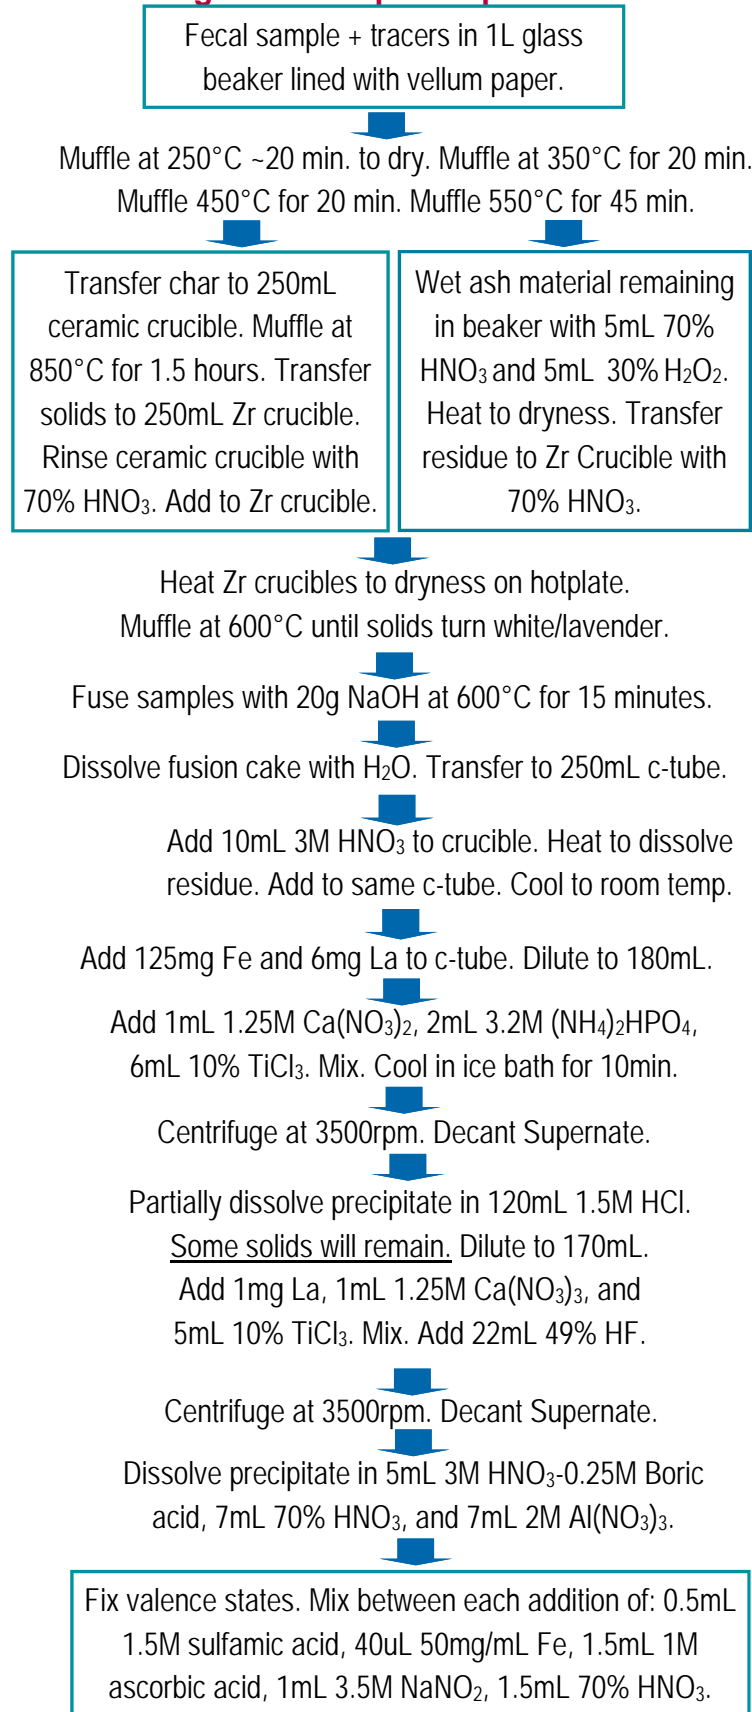 Fecal sample + tracers in 1L glass
beaker lined with vellum paper.
Muffle at 250°C ~20 min. to dry. Muffle at 350°C for 20 min.
Muffle 450°C for 20 min. Muffle 550°C for 45 min.
Transfer char to 250mL
ceramic crucible. Muffle at
850°C for 1.5 hours. Transfer
solids to 250mL Zr crucible.
Rinse ceramic crucible with
70% HNO₃. Add to Zr crucible.
Wet ash material remaining
in beaker with 5mL 70%
HNO₃ and 5mL 30% H₂O₂.
Heat to dryness. Transfer
residue to Zr Crucible with
70% HNO₃.
Heat Zr crucibles to dryness on hotplate.
Muffle at 600°C until solids turn white/lavender.
Fuse samples with 20g NaOH at 600°C for 15 minutes.
Dissolve fusion cake with H₂O. Transfer to 250mL c-tube.
Add 10mL 3M HNO₃ to crucible. Heat to dissolve
residue. Add to same c-tube. Cool to room temp.
Add 125mg Fe and 6mg La to c-tube. Dilute to 180mL.
Add 1mL 1.25M Ca(NO₃)₂, 2mL 3.2M (NH₄)₂HPO₄,
6mL 10% TiCl₃. Mix. Cool in ice bath for 10min.
Centrifuge at 3500rpm. Decant Supernate.
Partially dissolve precipitate in 120mL 1.5M HCl.
Some solids will remain. Dilute to 170mL.
Add 1mg La, 1mL 1.25M Ca(NO₃)₃, and
5mL 10% TiCl₃. Mix. Add 22mL 49% HF.
Centrifuge at 3500rpm. Decant Supernate.
Dissolve precipitate in 5mL 3M HNO₃-0.25M Boric
acid, 7mL 70% HNO₃, and 7mL 2M Al(NO₃)₃.
Fix valence states. Mix between each addition of: 0.5mL
1.5M sulfamic acid, 40uL 50mg/mL Fe, 1.5mL 1M
ascorbic acid, 1mL 3.5M NaNO₂, 1.5mL 70% HNO₃.